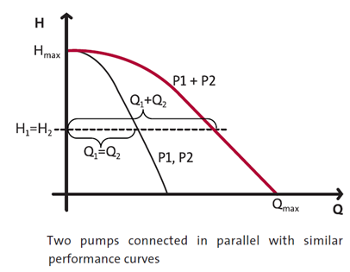 H
Hmax
P1 + P2
Q1+Q2
H1=H2
Q1=Q2
P1, P2
Qmax
Q
Two pumps connected in parallel with similar
performance curves